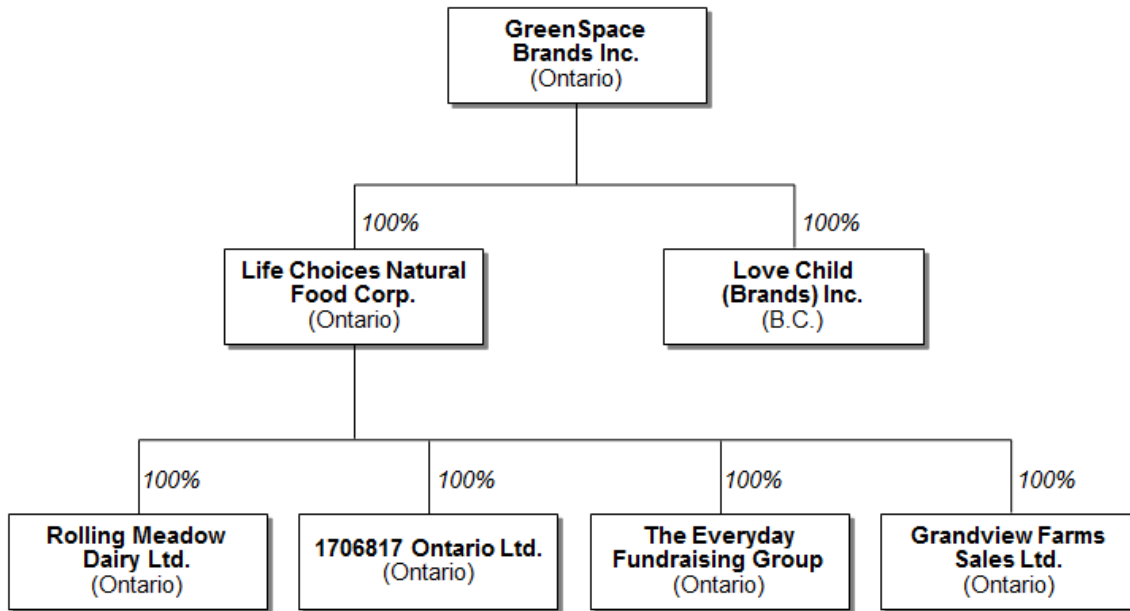 GreenSpace
Brands Inc.
(Ontario)
100%
100%
Life Choices Natural
Food Corp.
(Ontario)
Love Child
(Brands) Inc.
(B.C.)
100%
100%
100%
100%
Rolling Meadow
Dairy Ltd.
(Ontario)
1706817 Ontario Ltd.
(Ontario)
The Everyday
Fundraising Group
(Ontario)
Grandview Farms
Sales Ltd.
(Ontario)